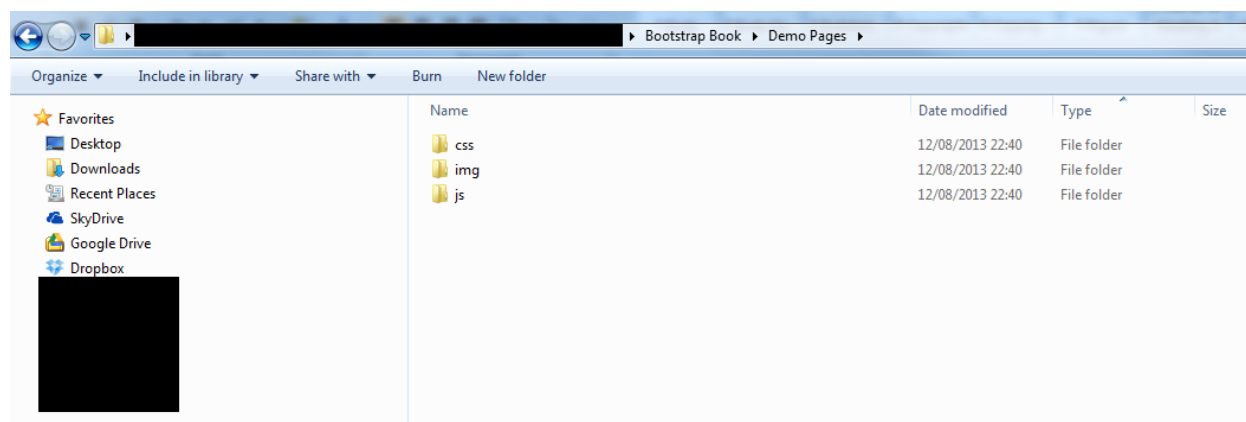 Bootstrap Book Demo Pages
Organize Include in library Share with Burn New folder
Favorites
Desktop
Downloads
Recent Places
SkyDrive
Google Drive
Dropbox
Name Date modified Type Size
css 12/08/2013 22:40 File folder
img 12/08/2013 22:40 File folder
js 12/08/2013 22:40 File folder